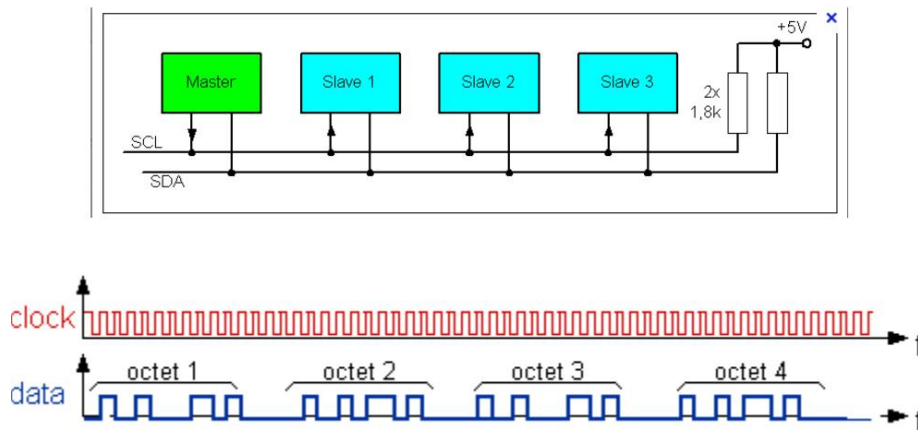 +5V
Master
Slave 1
Slave 2
Slave 3
2x
1,8k
SCL
SDA
clock
t
octet 1
octet 2
octet 3
octet 4
data
t